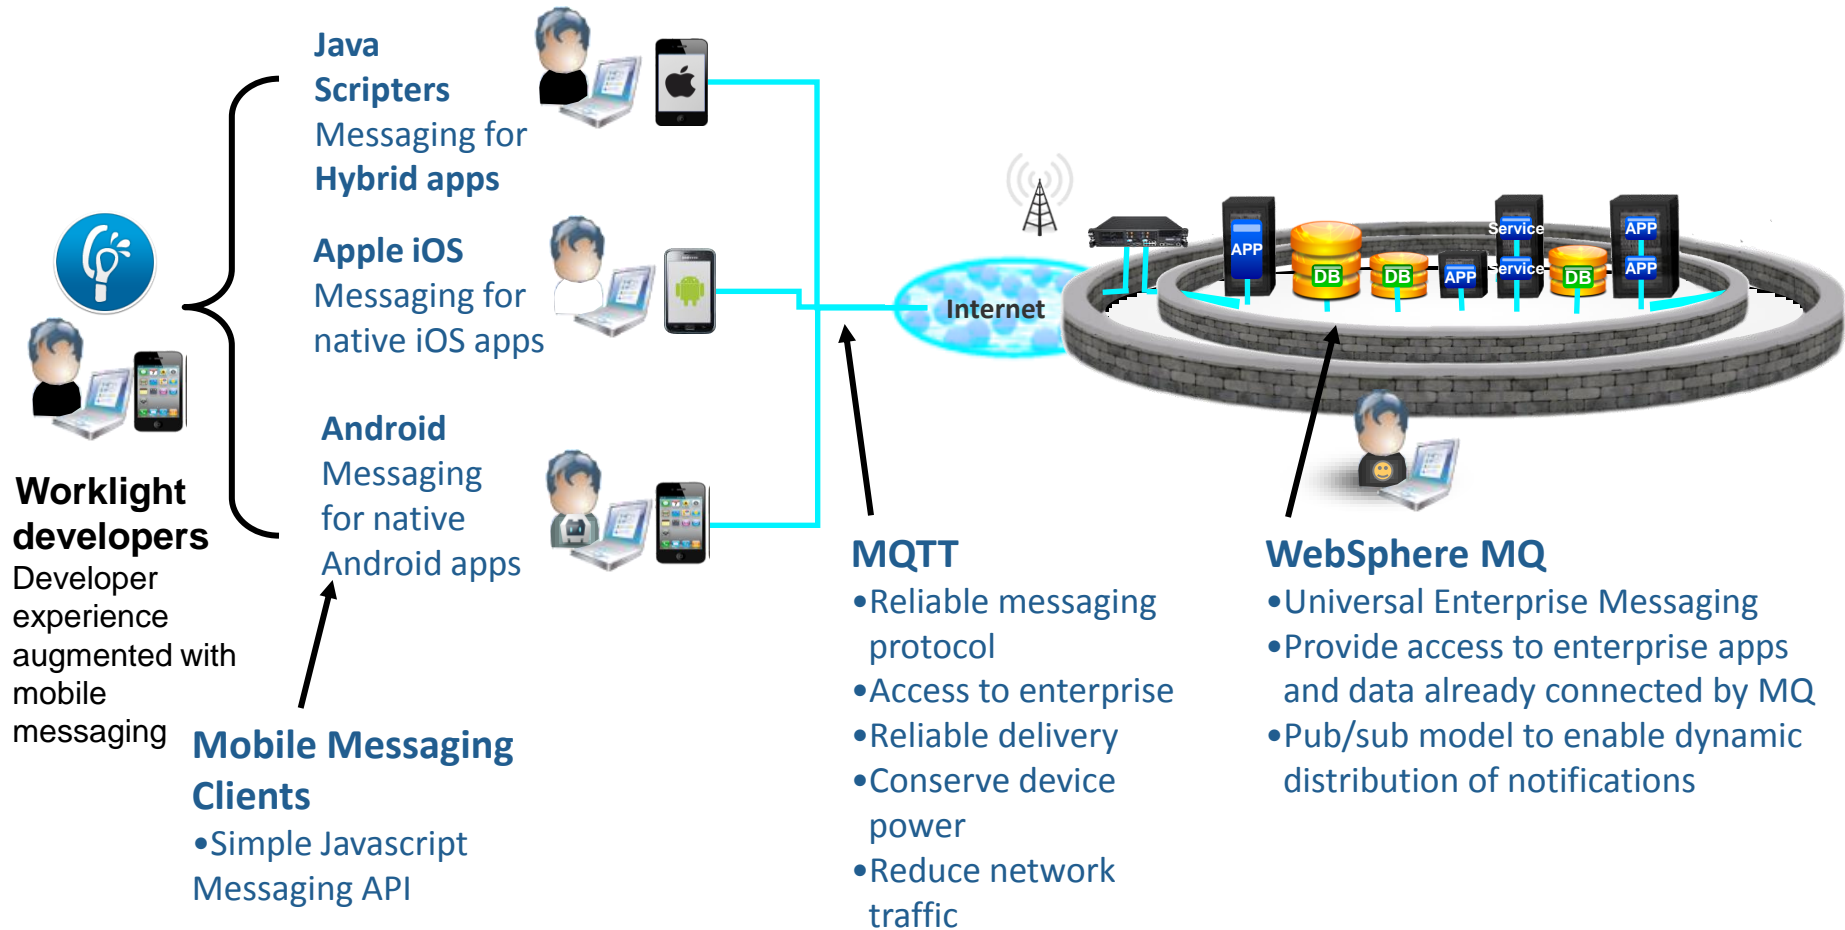 Java
Scripters
Messaging for
Hybrid apps
Apple iOS
Messaging for
native iOS apps
Android
Messaging
for native
Android apps
Worklight
developers
Developer
experience
augmented with
mobile
messaging
Mobile Messaging
Clients
•Simple Javascript
Messaging API
Internet
APP
DB
DB
APP
Service
Service
DB
APP
APP
MQTT
•Reliable messaging
protocol
•Access to enterprise
•Reliable delivery
•Conserve device
power
•Reduce network
traffic
WebSphere MQ
•Universal Enterprise Messaging
•Provide access to enterprise apps
and data already connected by MQ
•Pub/sub model to enable dynamic
distribution of notifications